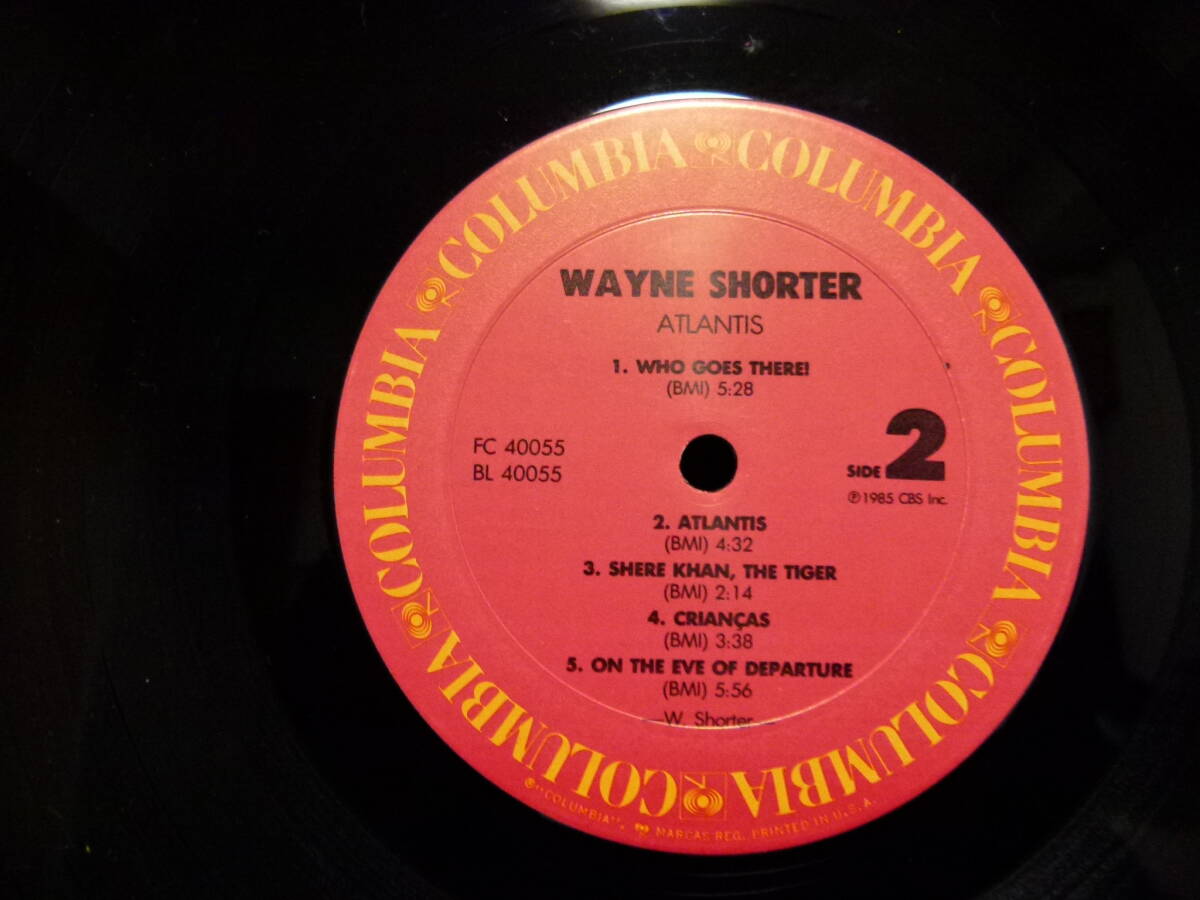 COLUMBIA COLUMBIA COLUMBIA COLUMBIA COLUMBIA COLUMBIA COLUMBIA COLUMBIA
WAYNE SHORTER
ATLANTIS
1. WHO GOES THERE!
(BMI) 5:28
FC 40055
BL 40055
SIDE 2
℗1985 CBS Inc.
2. ATLANTIS
(BMI) 4:32
3. SHERE KHAN, THE TIGER
(BMI) 2:14
4. CRIANÇAS
(BMI) 3:38
5. ON THE EVE OF DEPARTURE
(BMI) 5:56
—W. Shorter—
®"COLUMBIA", MARCAS REG. PRINTED IN U.S.A.